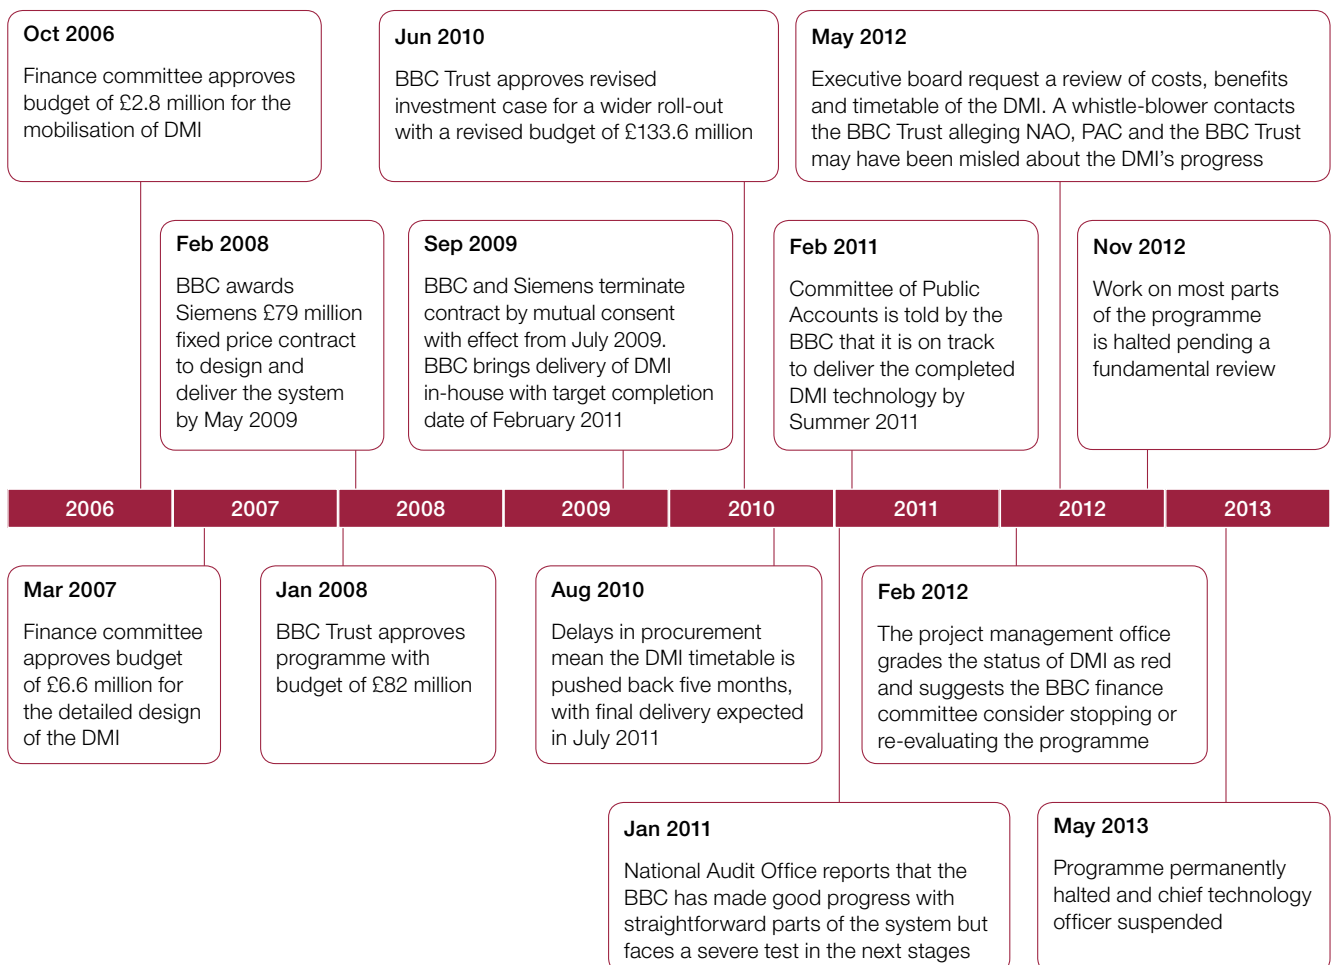 Oct 2006
Finance committee approves
budget of £2.8 million for the
mobilisation of DMI
Jun 2010
BBC Trust approves revised
investment case for a wider roll-out
with a revised budget of £133.6 million
May 2012
Executive board request a review of costs, benefits
and timetable of the DMI. A whistle-blower contacts
the BBC Trust alleging NAO, PAC and the BBC Trust
may have been misled about the DMI’s progress
Feb 2008
BBC awards
Siemens £79 million
fixed price contract
to design and
deliver the system
by May 2009
Sep 2009
BBC and Siemens terminate
contract by mutual consent
with effect from July 2009.
BBC brings delivery of DMI
in-house with target completion
date of February 2011
Feb 2011
Committee of Public
Accounts is told by the
BBC that it is on track
to deliver the completed
DMI technology by
Summer 2011
Nov 2012
Work on most parts
of the programme
is halted pending a
fundamental review
2006 2007 2008 2009 2010 2011 2012 2013
Mar 2007
Finance committee
approves budget
of £6.6 million for
the detailed design
of the DMI
Jan 2008
BBC Trust approves
programme with
budget of £82 million
Aug 2010
Delays in procurement
mean the DMI timetable is
pushed back five months,
with final delivery expected
in July 2011
Feb 2012
The project management office
grades the status of DMI as red
and suggests the BBC finance
committee consider stopping or
re-evaluating the programme
Jan 2011
National Audit Office reports that the
BBC has made good progress with
straightforward parts of the system but
faces a severe test in the next stages
May 2013
Programme permanently
halted and chief technology
officer suspended